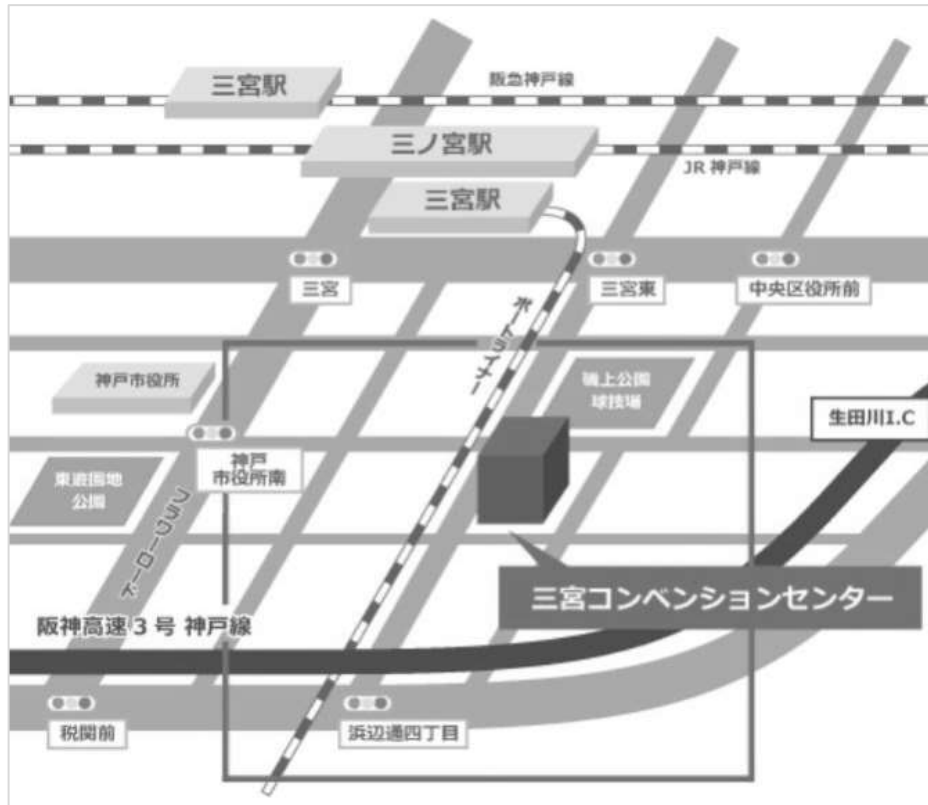 三宮駅
阪急神戸線
三ノ宮駅
JR 神戸線
三宮駅
三宮
三宮東
中央区役所前
ポートライナー
神戸市役所
磯上公園
球技場
生田川I.C
神戸
市役所南
東遊園地
公園
フラワーロード
三宮コンベンションセンター
阪神高速 3 号 神戸線
税関前
浜辺通四丁目